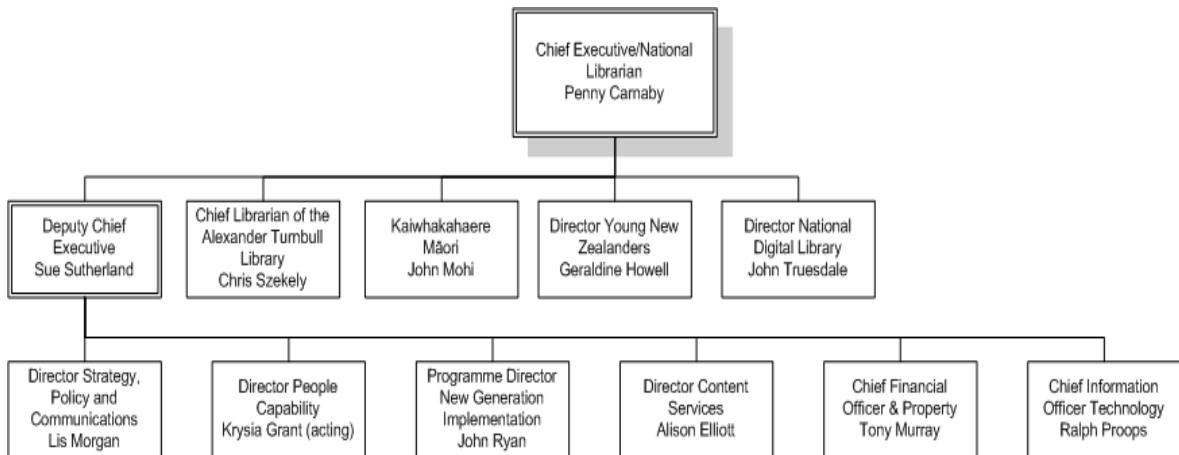 Chief Executive/National
Librarian
Penny Carnaby
Deputy Chief
Executive
Sue Sutherland
Chief Librarian of the
Alexander Turnbull
Library
Chris Szekely
Kaiwhakahaere
Māori
John Mohi
Director Young New
Zealanders
Geraldine Howell
Director National
Digital Library
John Truesdale
Director Strategy,
Policy and
Communications
Lis Morgan
Director People
Capability
Krysia Grant (acting)
Programme Director
New Generation
Implementation
John Ryan
Director Content
Services
Alison Elliott
Chief Financial
Officer & Property
Tony Murray
Chief Information
Officer Technology
Ralph Proops